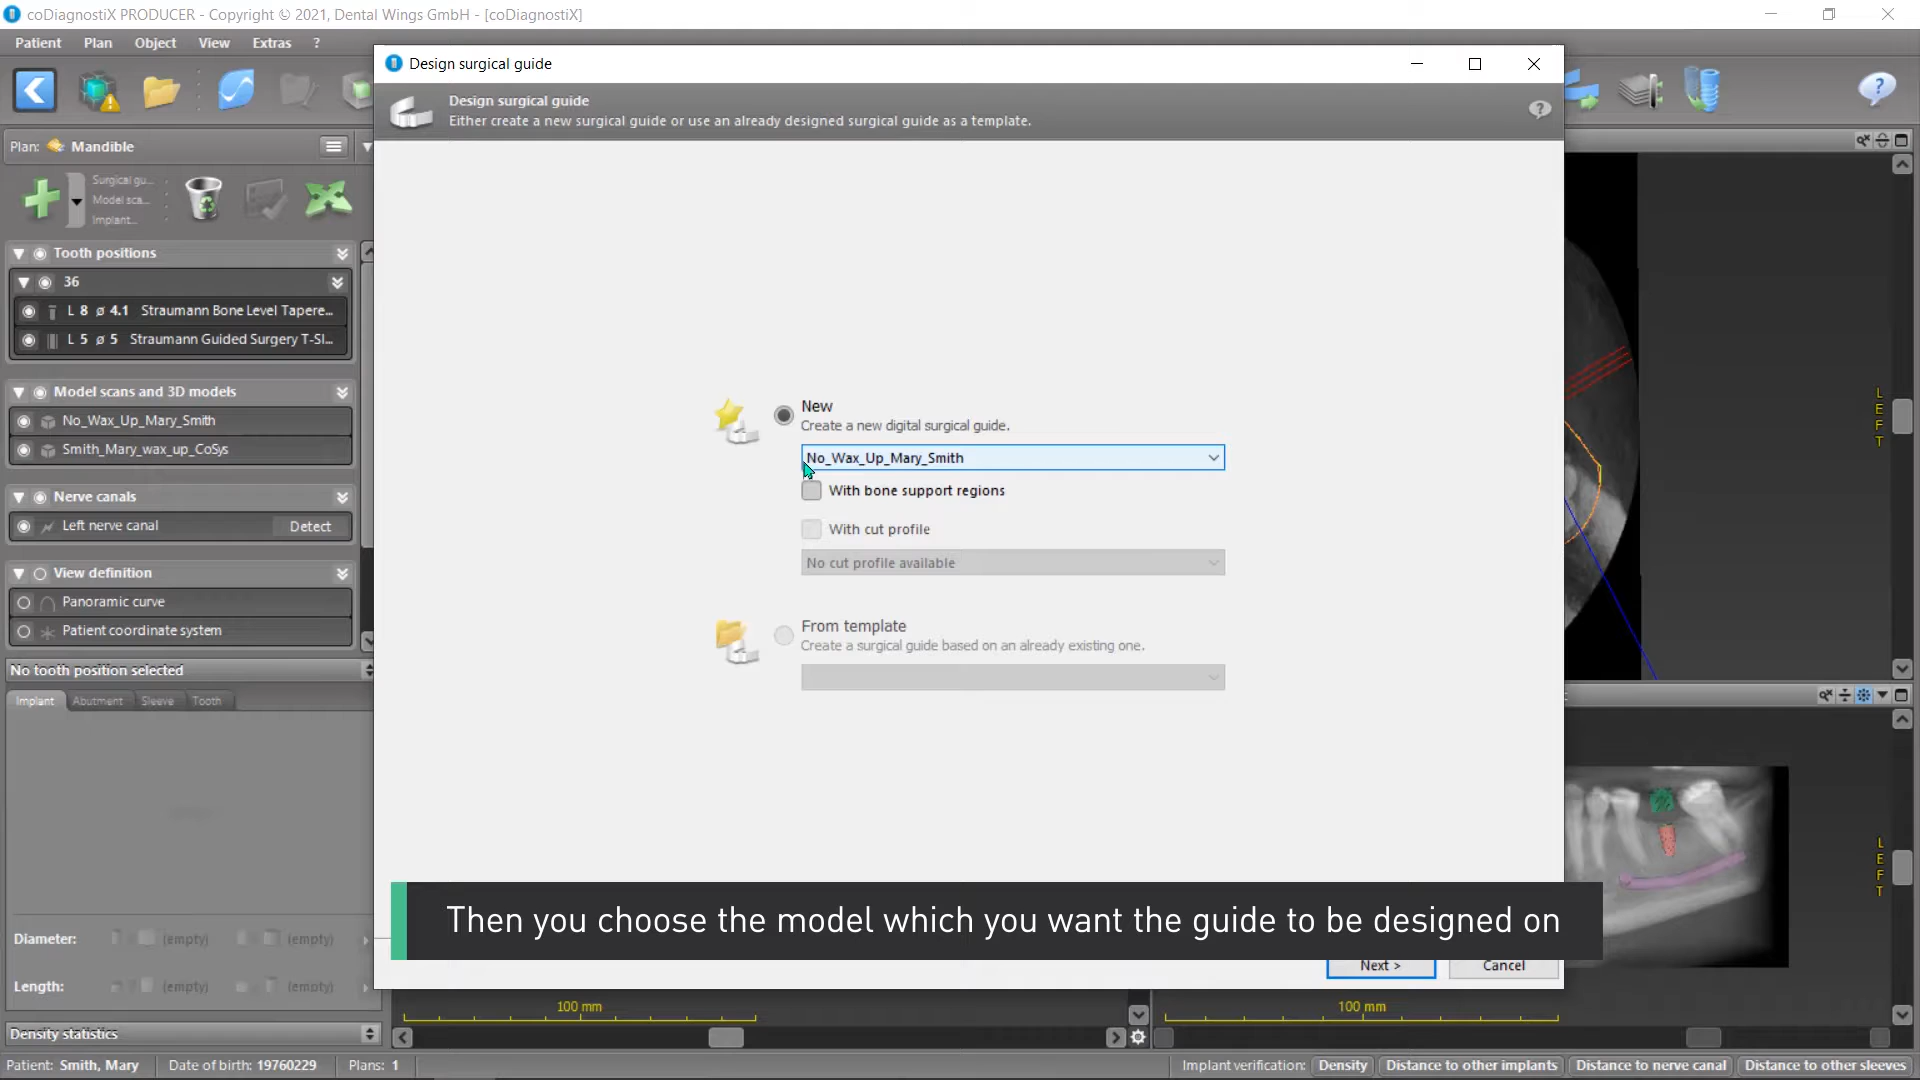 coDiagnostiX PRODUCER - Copyright © 2021, Dental Wings GmbH - [coDiagnostiX]
Patient Plan Object View Extras ?
Design surgical guide
Design surgical guide
Either create a new surgical guide or use an already designed surgical guide as a template.
Plan: Mandible
Surgical gu...
Model sca...
Implant...
Tooth positions
36
L 8 ø 4.1 Straumann Bone Level Tapere...
L 5 ø 5 Straumann Guided Surgery T-Sl...
Model scans and 3D models
No_Wax_Up_Mary_Smith
Smith_Mary_wax_up_CoSys
Nerve canals
Left nerve canal Detect
View definition
Panoramic curve
Patient coordinate system
No tooth position selected
Implant Abutment Sleeve Tooth
Diameter: (empty) (empty)
Length: (empty) (empty)
Density statistics
New
Create a new digital surgical guide.
No_Wax_Up_Mary_Smith
With bone support regions
With cut profile
No cut profile available
From template
Create a surgical guide based on an already existing one.
Then you choose the model which you want the guide to be designed on
Next > Cancel
LEFT
LEFT
100 mm
100 mm
Patient: Smith, Mary Date of birth: 19760229 Plans: 1
Implant verification: Density Distance to other implants Distance to nerve canal Distance to other sleeves